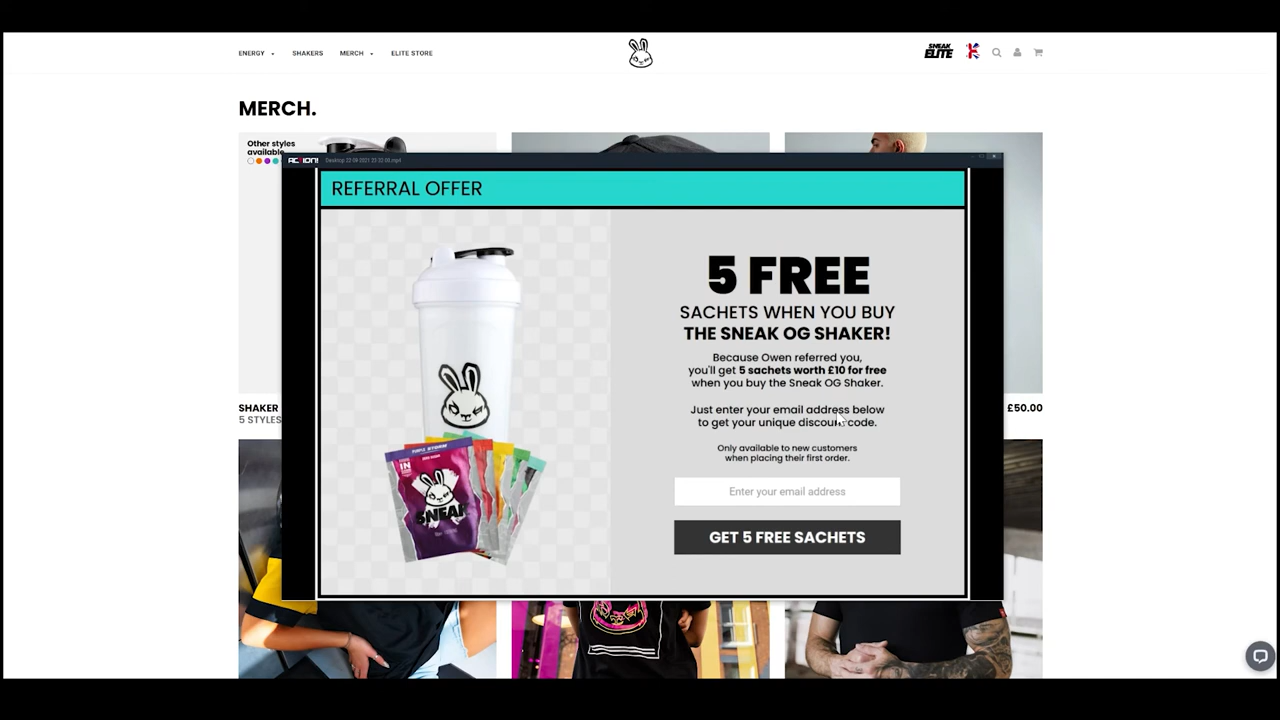 ENERGY
SHAKERS
MERCH
ELITE STORE
SNEAK
ELITE
MERCH.
Other styles
available
ACTION!
REFERRAL OFFER
5 FREE
SACHETS WHEN YOU BUY
THE SNEAK OG SHAKER!
Because Owen referred you,
you'll get 5 sachets worth £10 for free
when you buy the Sneak OG Shaker.
Just enter your email address below
to get your unique discount code.
Only available to new customers
when placing their first order.
Enter your email address
GET 5 FREE SACHETS
SNEAK
SHAKER
5 STYLES
£50.00